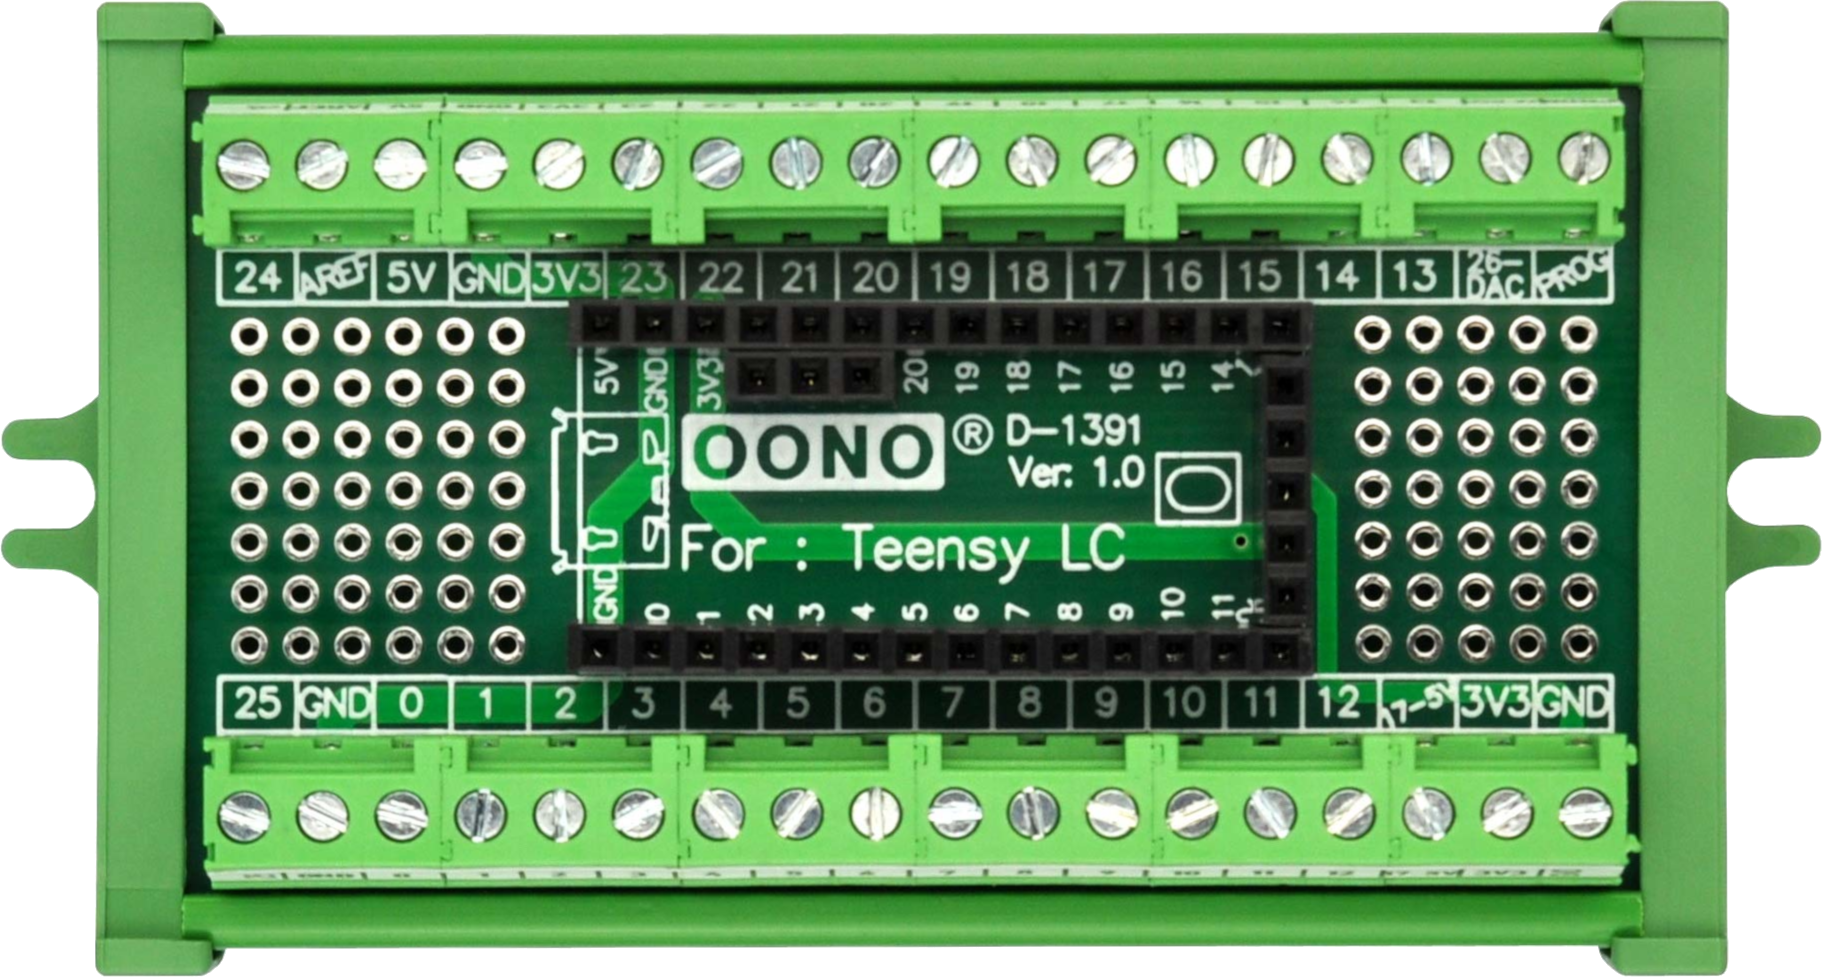 24 AREF 5V GND 3V3 23 22 21 20 19 18 17 16 15 14 13 26-DAC PROG
5V GND 3V3 20 19 18 17 16 15 14
OONO ® D-1391
Ver: 1.0
For : Teensy LC
GND 0 1 2 3 4 5 6 7 8 9 10 11
25 GND 0 1 2 3 4 5 6 7 8 9 10 11 12 17-5V 3V3 GND